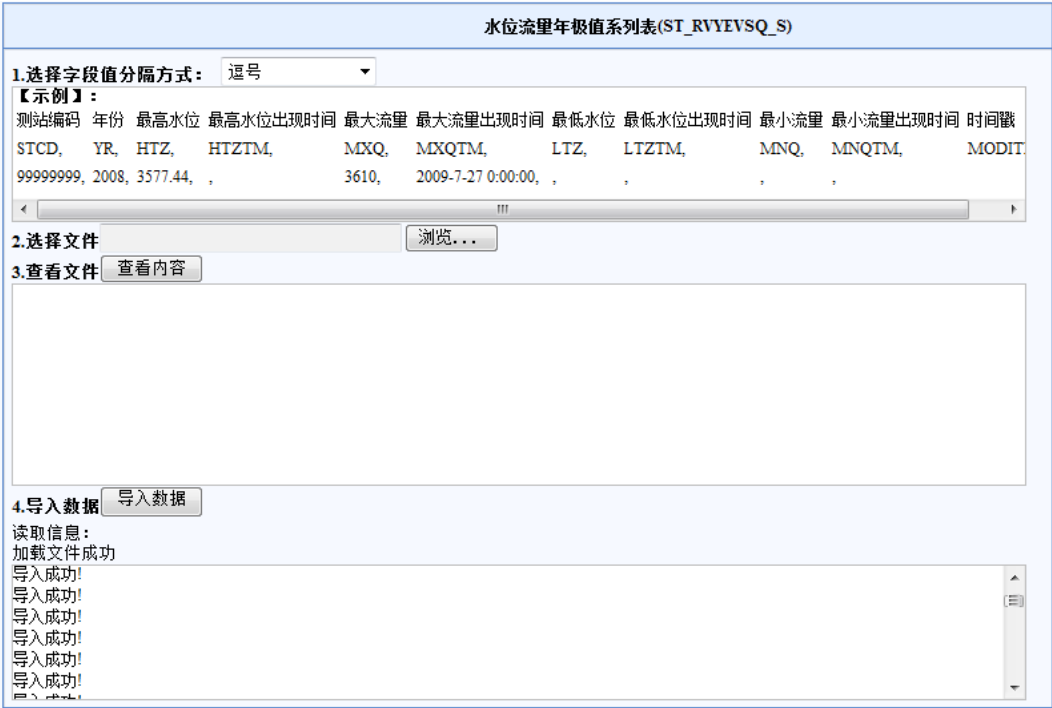 水位流量年极值系列表(ST_RVYEVSQ_S)
1.选择字段值分隔方式： 逗号
【示例】：
测站编码 年份 最高水位 最高水位出现时间 最大流量 最大流量出现时间 最低水位 最低水位出现时间 最小流量 最小流量出现时间 时间戳
STCD, YR, HTZ, HTZTM, MXQ, MXQTM, LTZ, LTZTM, MNQ, MNQTM, MODIT
99999999, 2008, 3577.44, , 3610, 2009-7-27 0:00:00, , , , ,
2.选择文件 浏览...
3.查看文件 查看内容
4.导入数据 导入数据
读取信息：
加载文件成功
导入成功!
导入成功!
导入成功!
导入成功!
导入成功!
导入成功!